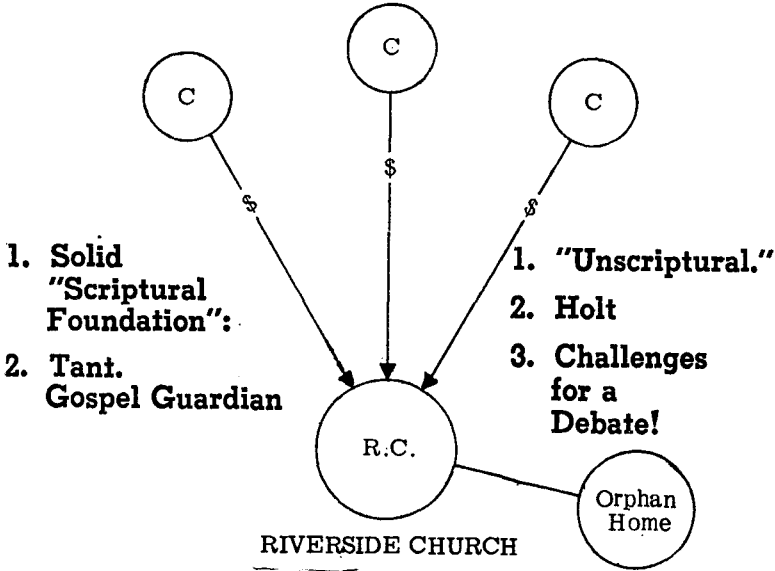 C
C
C
$
$
$
1. Solid
"Scriptural
Foundation":
2. Tant.
Gospel Guardian
1. "Unscriptural."
2. Holt
3. Challenges
for a
Debate!
R.C.
Orphan
Home
RIVERSIDE CHURCH